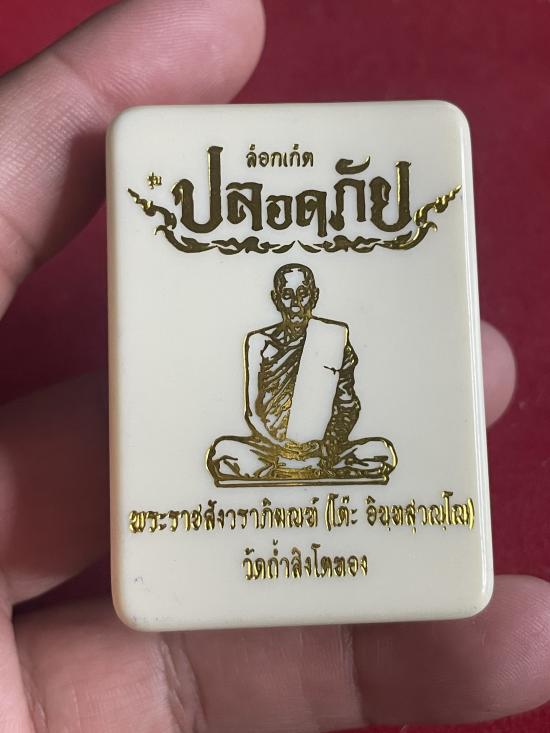 ล็อกเก็ต
รุ่น ปลอดภัย
พระราชสังวราภิมณฑ์ (โต๊ะ อินฺทสุวณฺโณ)
วัดถ้ำสิงโตทอง